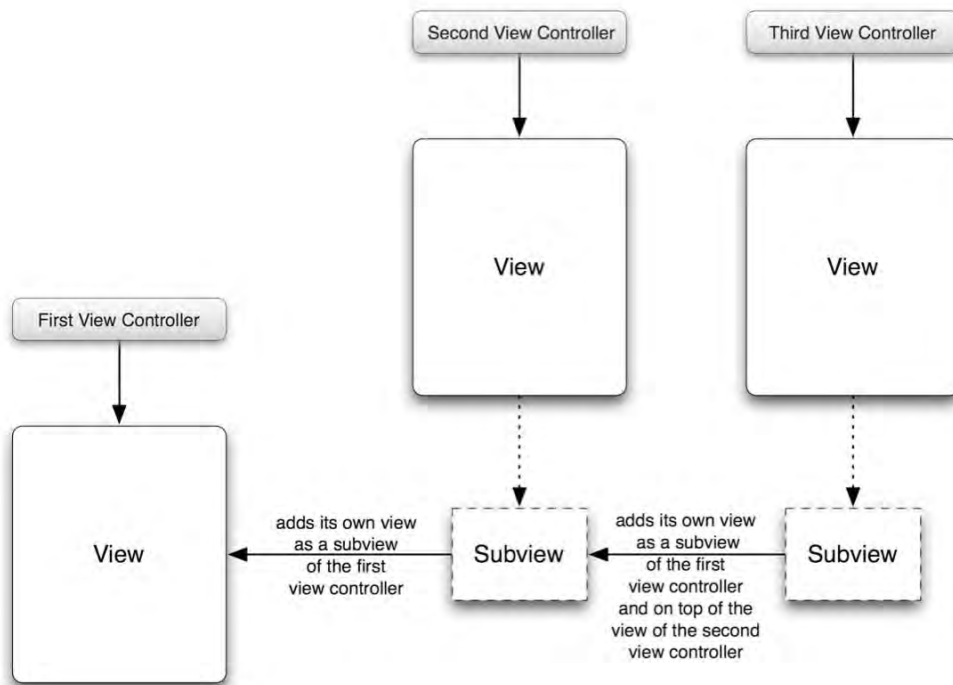 Second View Controller
Third View Controller
View
View
First View Controller
View
adds its own view
as a subview
of the first
view controller
Subview
adds its own view
as a subview
of the first
view controller
and on top of the
view of the second
view controller
Subview